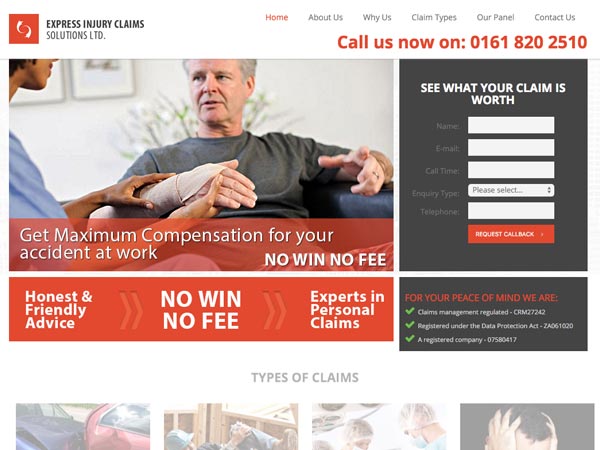 EXPRESS INJURY CLAIMS
SOLUTIONS LTD.
Home About Us Why Us Claim Types Our Panel Contact Us
Call us now on: 0161 820 2510
Get Maximum Compensation for your
accident at work
NO WIN NO FEE
SEE WHAT YOUR CLAIM IS
WORTH
Name:
E-mail:
Call Time:
Enquiry Type: Please select...
Telephone:
REQUEST CALLBACK >
Honest &
Friendly
Advice
NO WIN
NO FEE
Experts in
Personal
Claims
FOR YOUR PEACE OF MIND WE ARE:
Claims management regulated - CRM27242
Registered under the Data Protection Act - ZA061020
A registered company - 07580417
TYPES OF CLAIMS